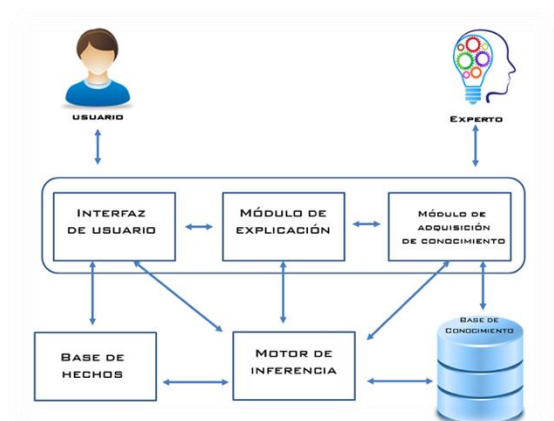 USUARIO
EXPERTO
INTERFAZ
DE USUARIO
MÓDULO DE
EXPLICACIÓN
MÓDULO DE
ADQUISICIÓN
DE CONOCIMIENTO
BASE DE
HECHOS
MOTOR DE
INFERENCIA
BASE DE
CONOCIMIENTO